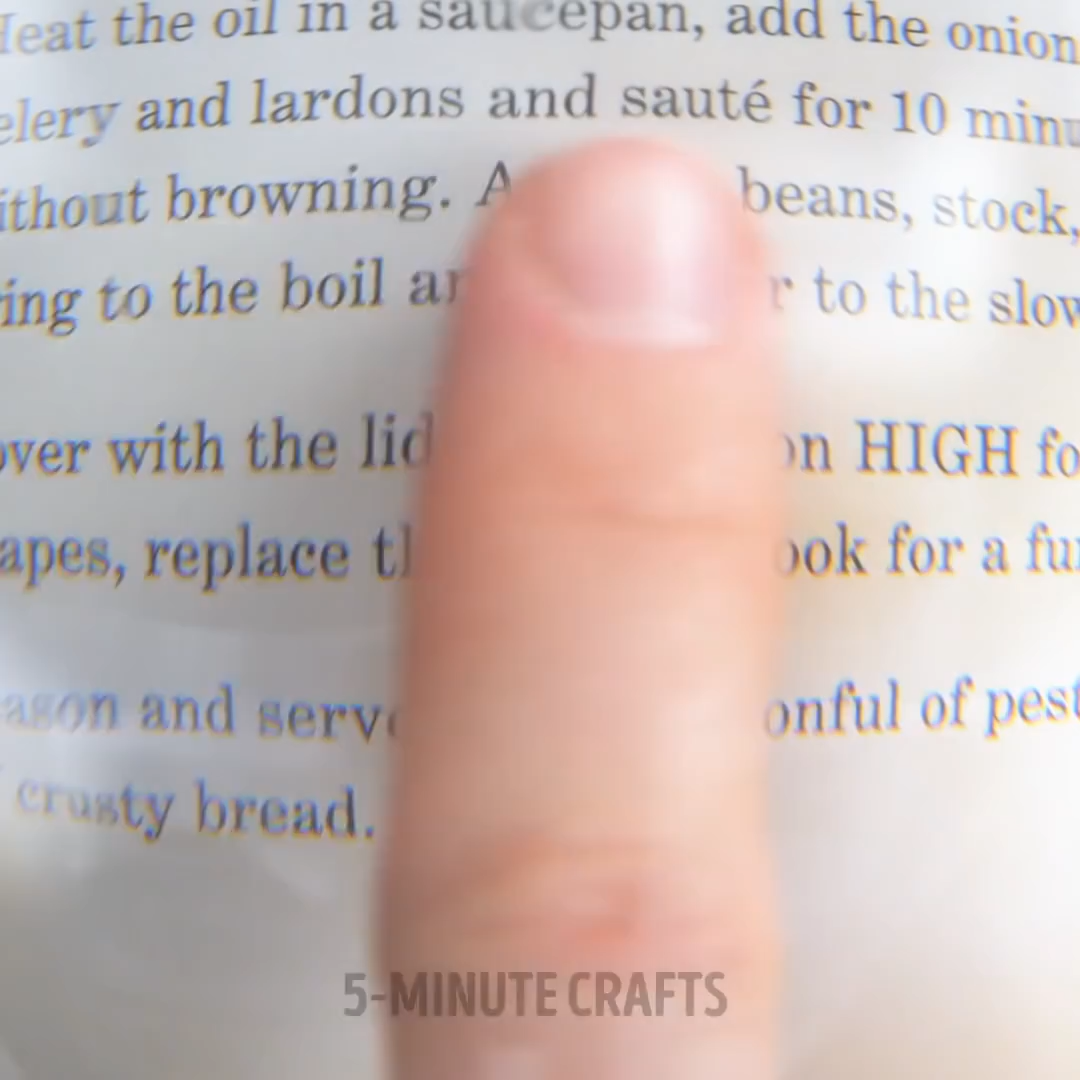 Heat the oil in a saucepan, add the onion
elery and lardons and sauté for 10 minu
ithout browning. A beans, stock,
ing to the boil ar r to the slow
over with the lid on HIGH fo
apes, replace th ook for a fur
ason and serve onful of pest
crusty bread.
5-MINUTE CRAFTS